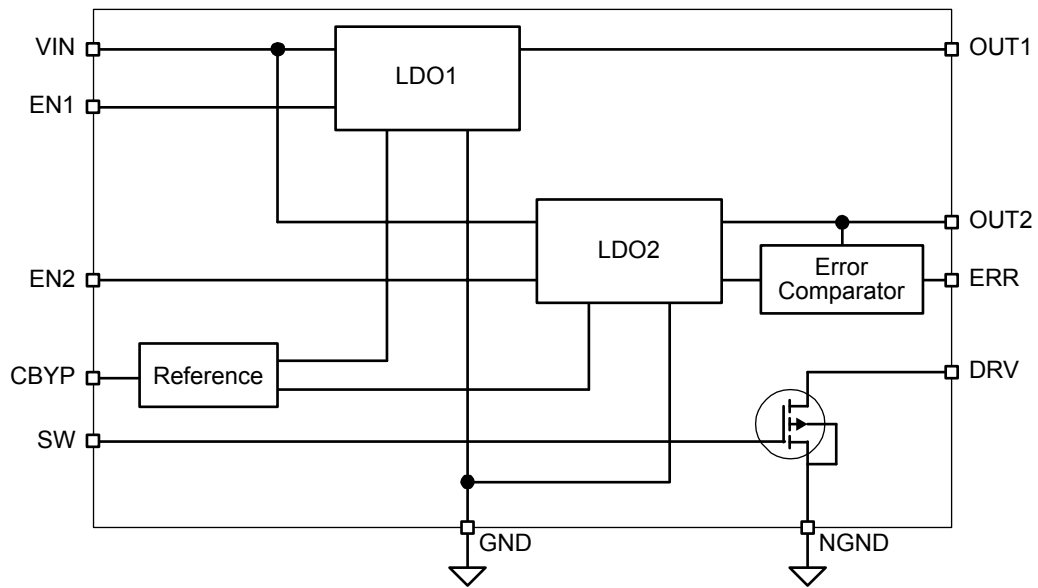 VIN
OUT1
LDO1
EN1
OUT2
LDO2
EN2
Error
Comparator
ERR
CBYP
Reference
DRV
SW
GND
NGND